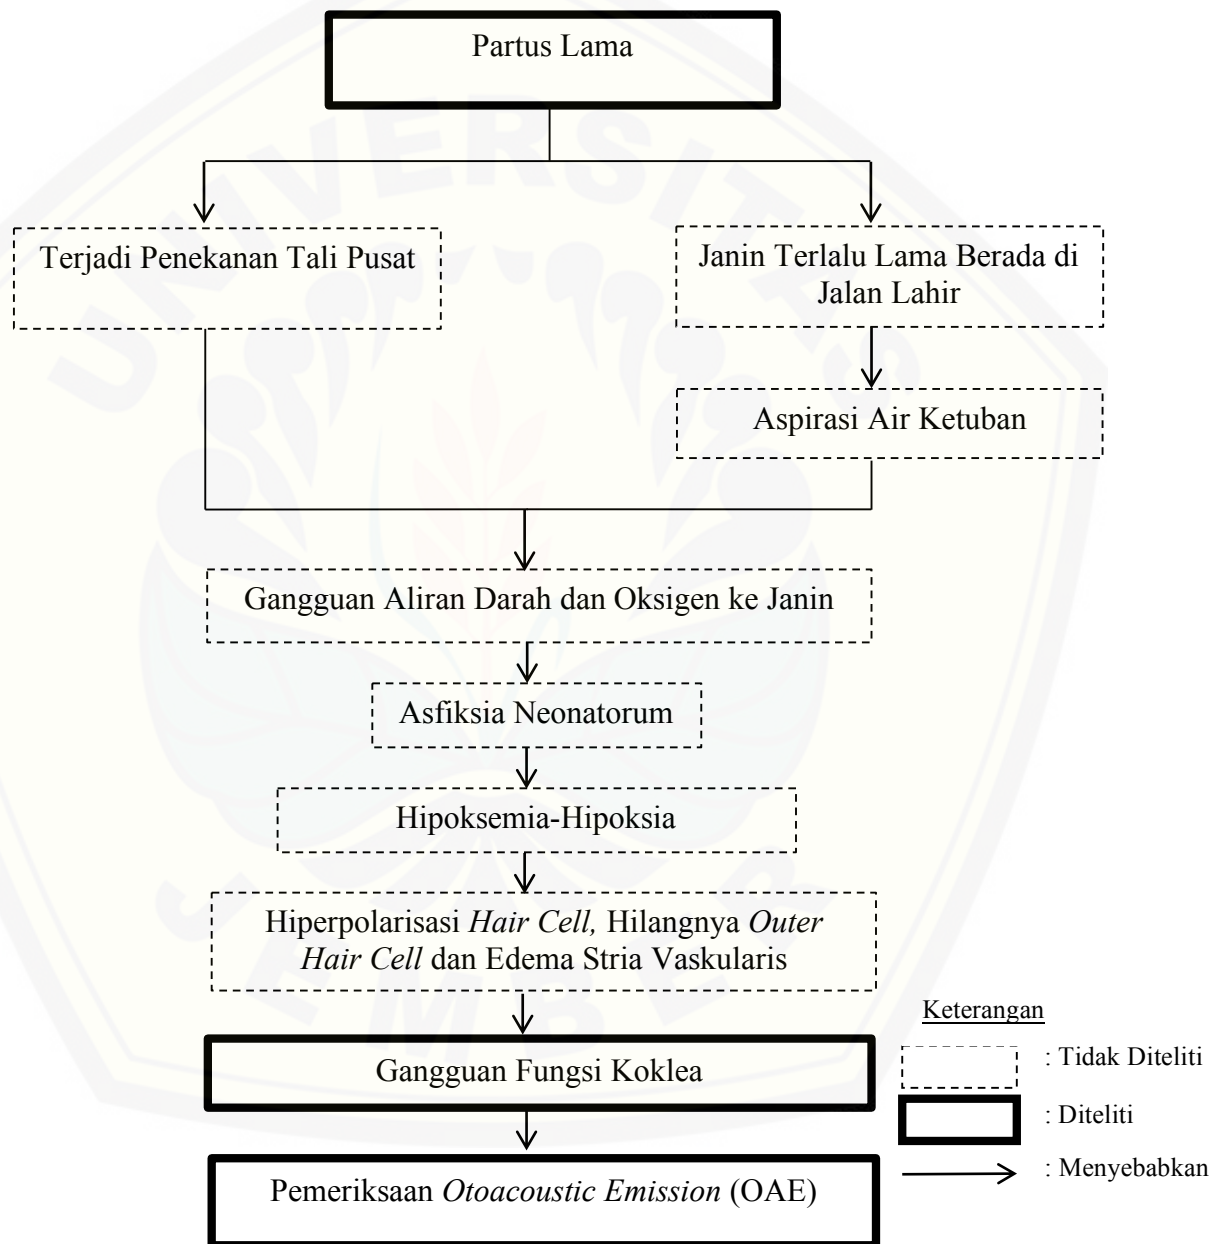 Partus Lama
Terjadi Penekanan Tali Pusat
Janin Terlalu Lama Berada di
Jalan Lahir
Aspirasi Air Ketuban
Gangguan Aliran Darah dan Oksigen ke Janin
Asfiksia Neonatorum
Hipoksemia-Hipoksia
Hiperpolarisasi Hair Cell, Hilangnya Outer
Hair Cell dan Edema Stria Vaskularis
Gangguan Fungsi Koklea
Pemeriksaan Otoacoustic Emission (OAE)
Keterangan
: Tidak Diteliti
: Diteliti
: Menyebabkan
UNIVERSITAS
JEMBER